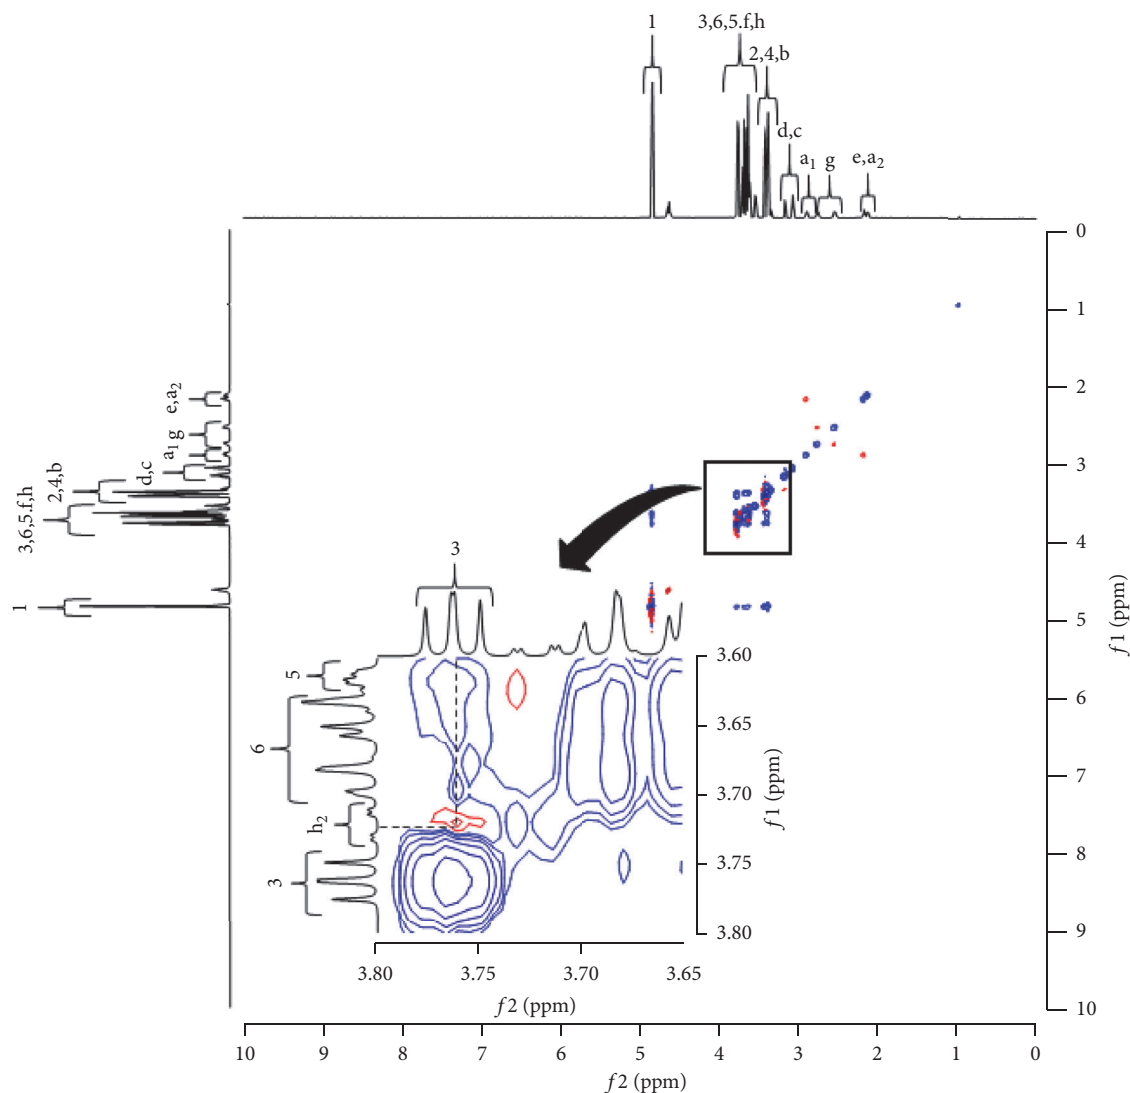 1
3,6,5.f,h
2,4,b
d,c
a1 g
e,a2
0
1
2
3
4
5
6
7
8
9
10
f1 (ppm)
e,a2
a1 g
d,c
2,4,b
3,6,5.f,h
1
3
5
6
h2
3
3.60
3.65
3.70
3.75
3.80
f1 (ppm)
3.80 3.75 3.70 3.65
f2 (ppm)
10 9 8 7 6 5 4 3 2 1 0
f2 (ppm)